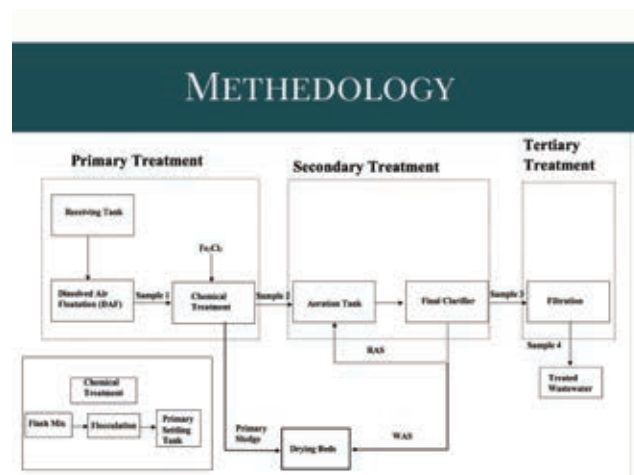 METHEDOLOGY
Primary Treatment
Secondary Treatment
Tertiary
Treatment
Receiving Tank
Fe₂Cl₃
Dissolved Air
Floatation (DAF)
Sample 1
Chemical
Treatment
Sample 2
Aeration Tank
Final Clarifier
Sample 3
Filtration
Sample 4
RAS
Treated
Wastewater
Chemical
Treatment
Flash Mix
Flocculation
Primary
Settling
Tank
Primary
Sludge
Drying Beds
WAS